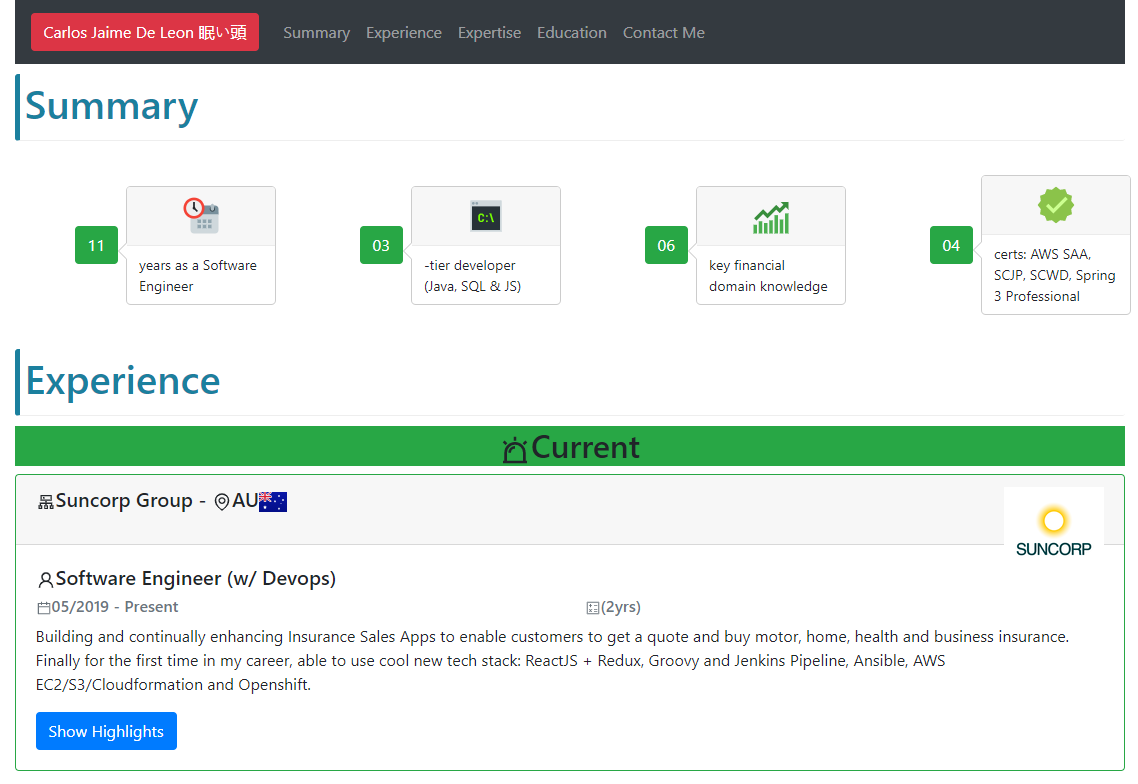 Carlos Jaime De Leon 眠い頭 Summary Experience Expertise Education Contact Me
Summary
11
years as a Software
Engineer
03
C:\
-tier developer
(Java, SQL & JS)
06
key financial
domain knowledge
04
certs: AWS SAA,
SCJP, SCWD, Spring
3 Professional
Experience
Current
Suncorp Group - AU
SUNCORP
Software Engineer (w/ Devops)
05/2019 - Present (2yrs)
Building and continually enhancing Insurance Sales Apps to enable customers to get a quote and buy motor, home, health and business insurance.
Finally for the first time in my career, able to use cool new tech stack: ReactJS + Redux, Groovy and Jenkins Pipeline, Ansible, AWS
EC2/S3/Cloudformation and Openshift.
Show Highlights